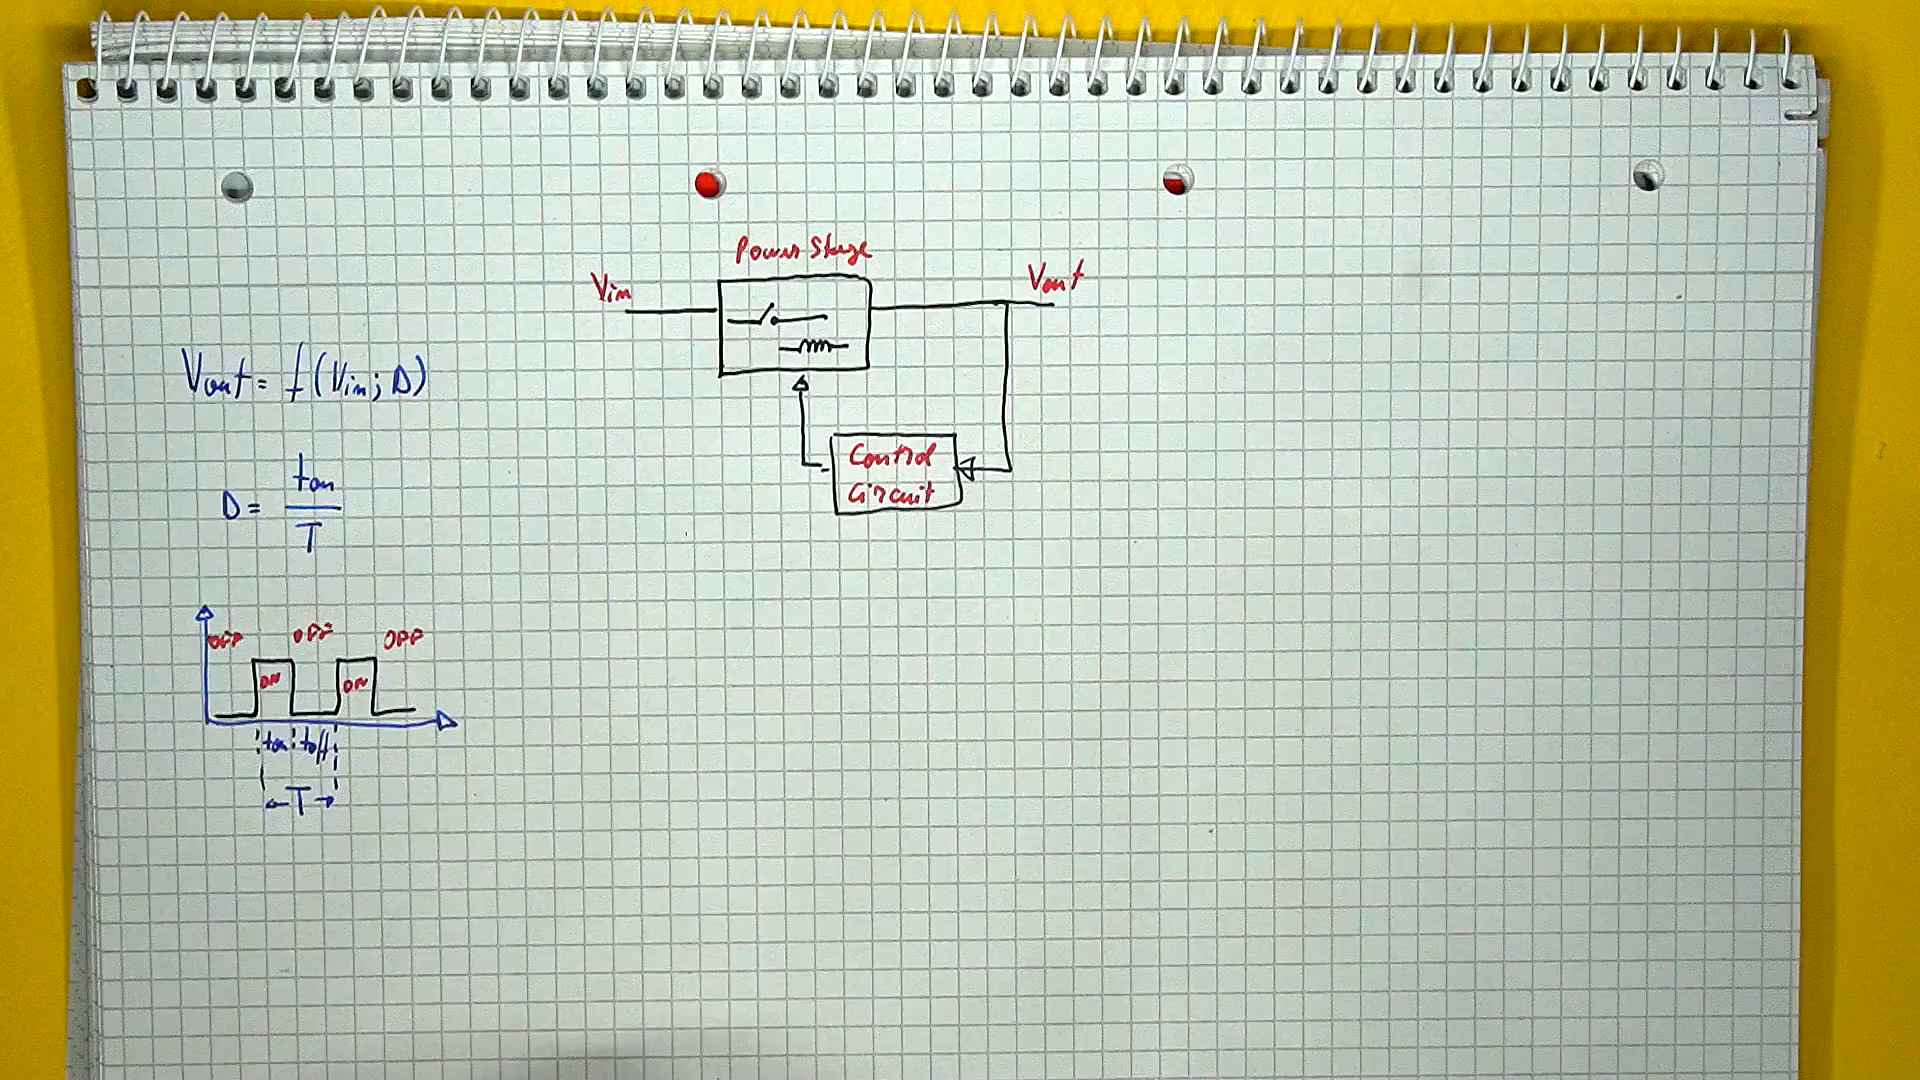 Power Stage
Vin
Vout
Vout = f(Vin; D)
Control
Circuit
D = ton
T
OFF OFF OFF
ON ON
ton toff
T